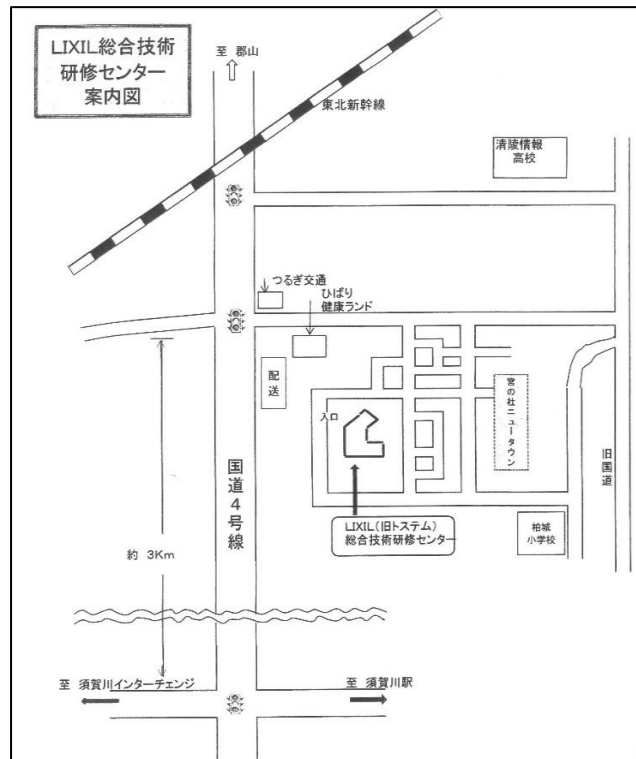 LIXIL総合技術
研修センター
案内図
至 郡山
東北新幹線
清陵情報
高校
つるぎ交通
ひばり
健康ランド
配送
入口
宮の杜ニュータウン
旧国道
国道4号線
LIXIL(旧トステム)
総合技術研修センター
柏城
小学校
約 3Km
至 須賀川インターチェンジ
至 須賀川駅